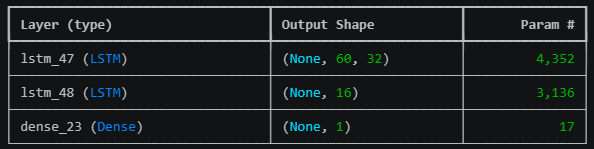 Layer (type) Output Shape Param #
lstm_47 (LSTM) (None, 60, 32) 4,352
lstm_48 (LSTM) (None, 16) 3,136
dense_23 (Dense) (None, 1) 17